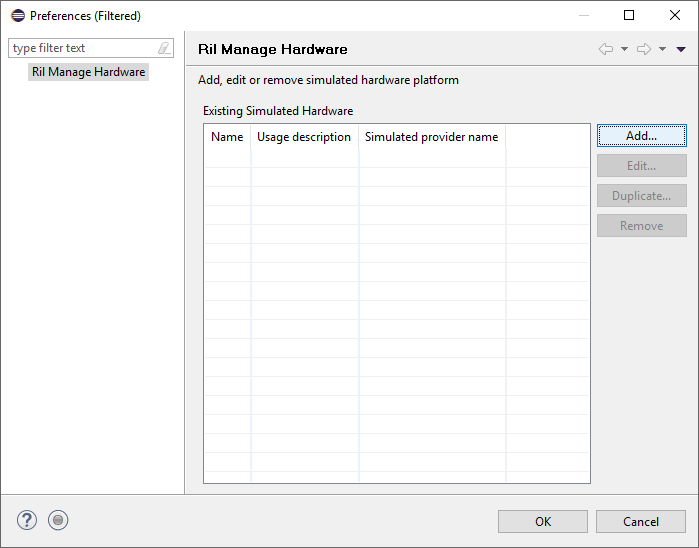 Preferences (Filtered)
type filter text
Ril Manage Hardware
Ril Manage Hardware
Add, edit or remove simulated hardware platform
Existing Simulated Hardware
Name Usage description Simulated provider name
Add...
Edit...
Duplicate...
Remove
?
OK Cancel